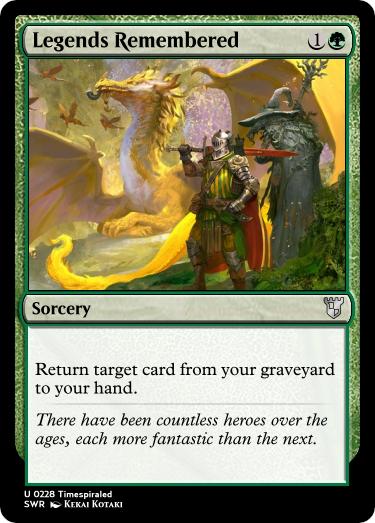 Legends Remembered 1
Sorcery
Return target card from your graveyard
to your hand.
There have been countless heroes over the
ages, each more fantastic than the next.
U 0228 Timespiraled
SWR Kekai Kotaki